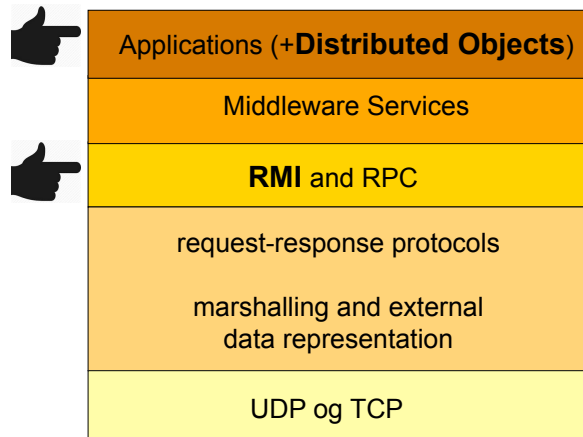 Applications (+Distributed Objects)
Middleware Services
RMI and RPC
request-response protocols
marshalling and external
data representation
UDP og TCP